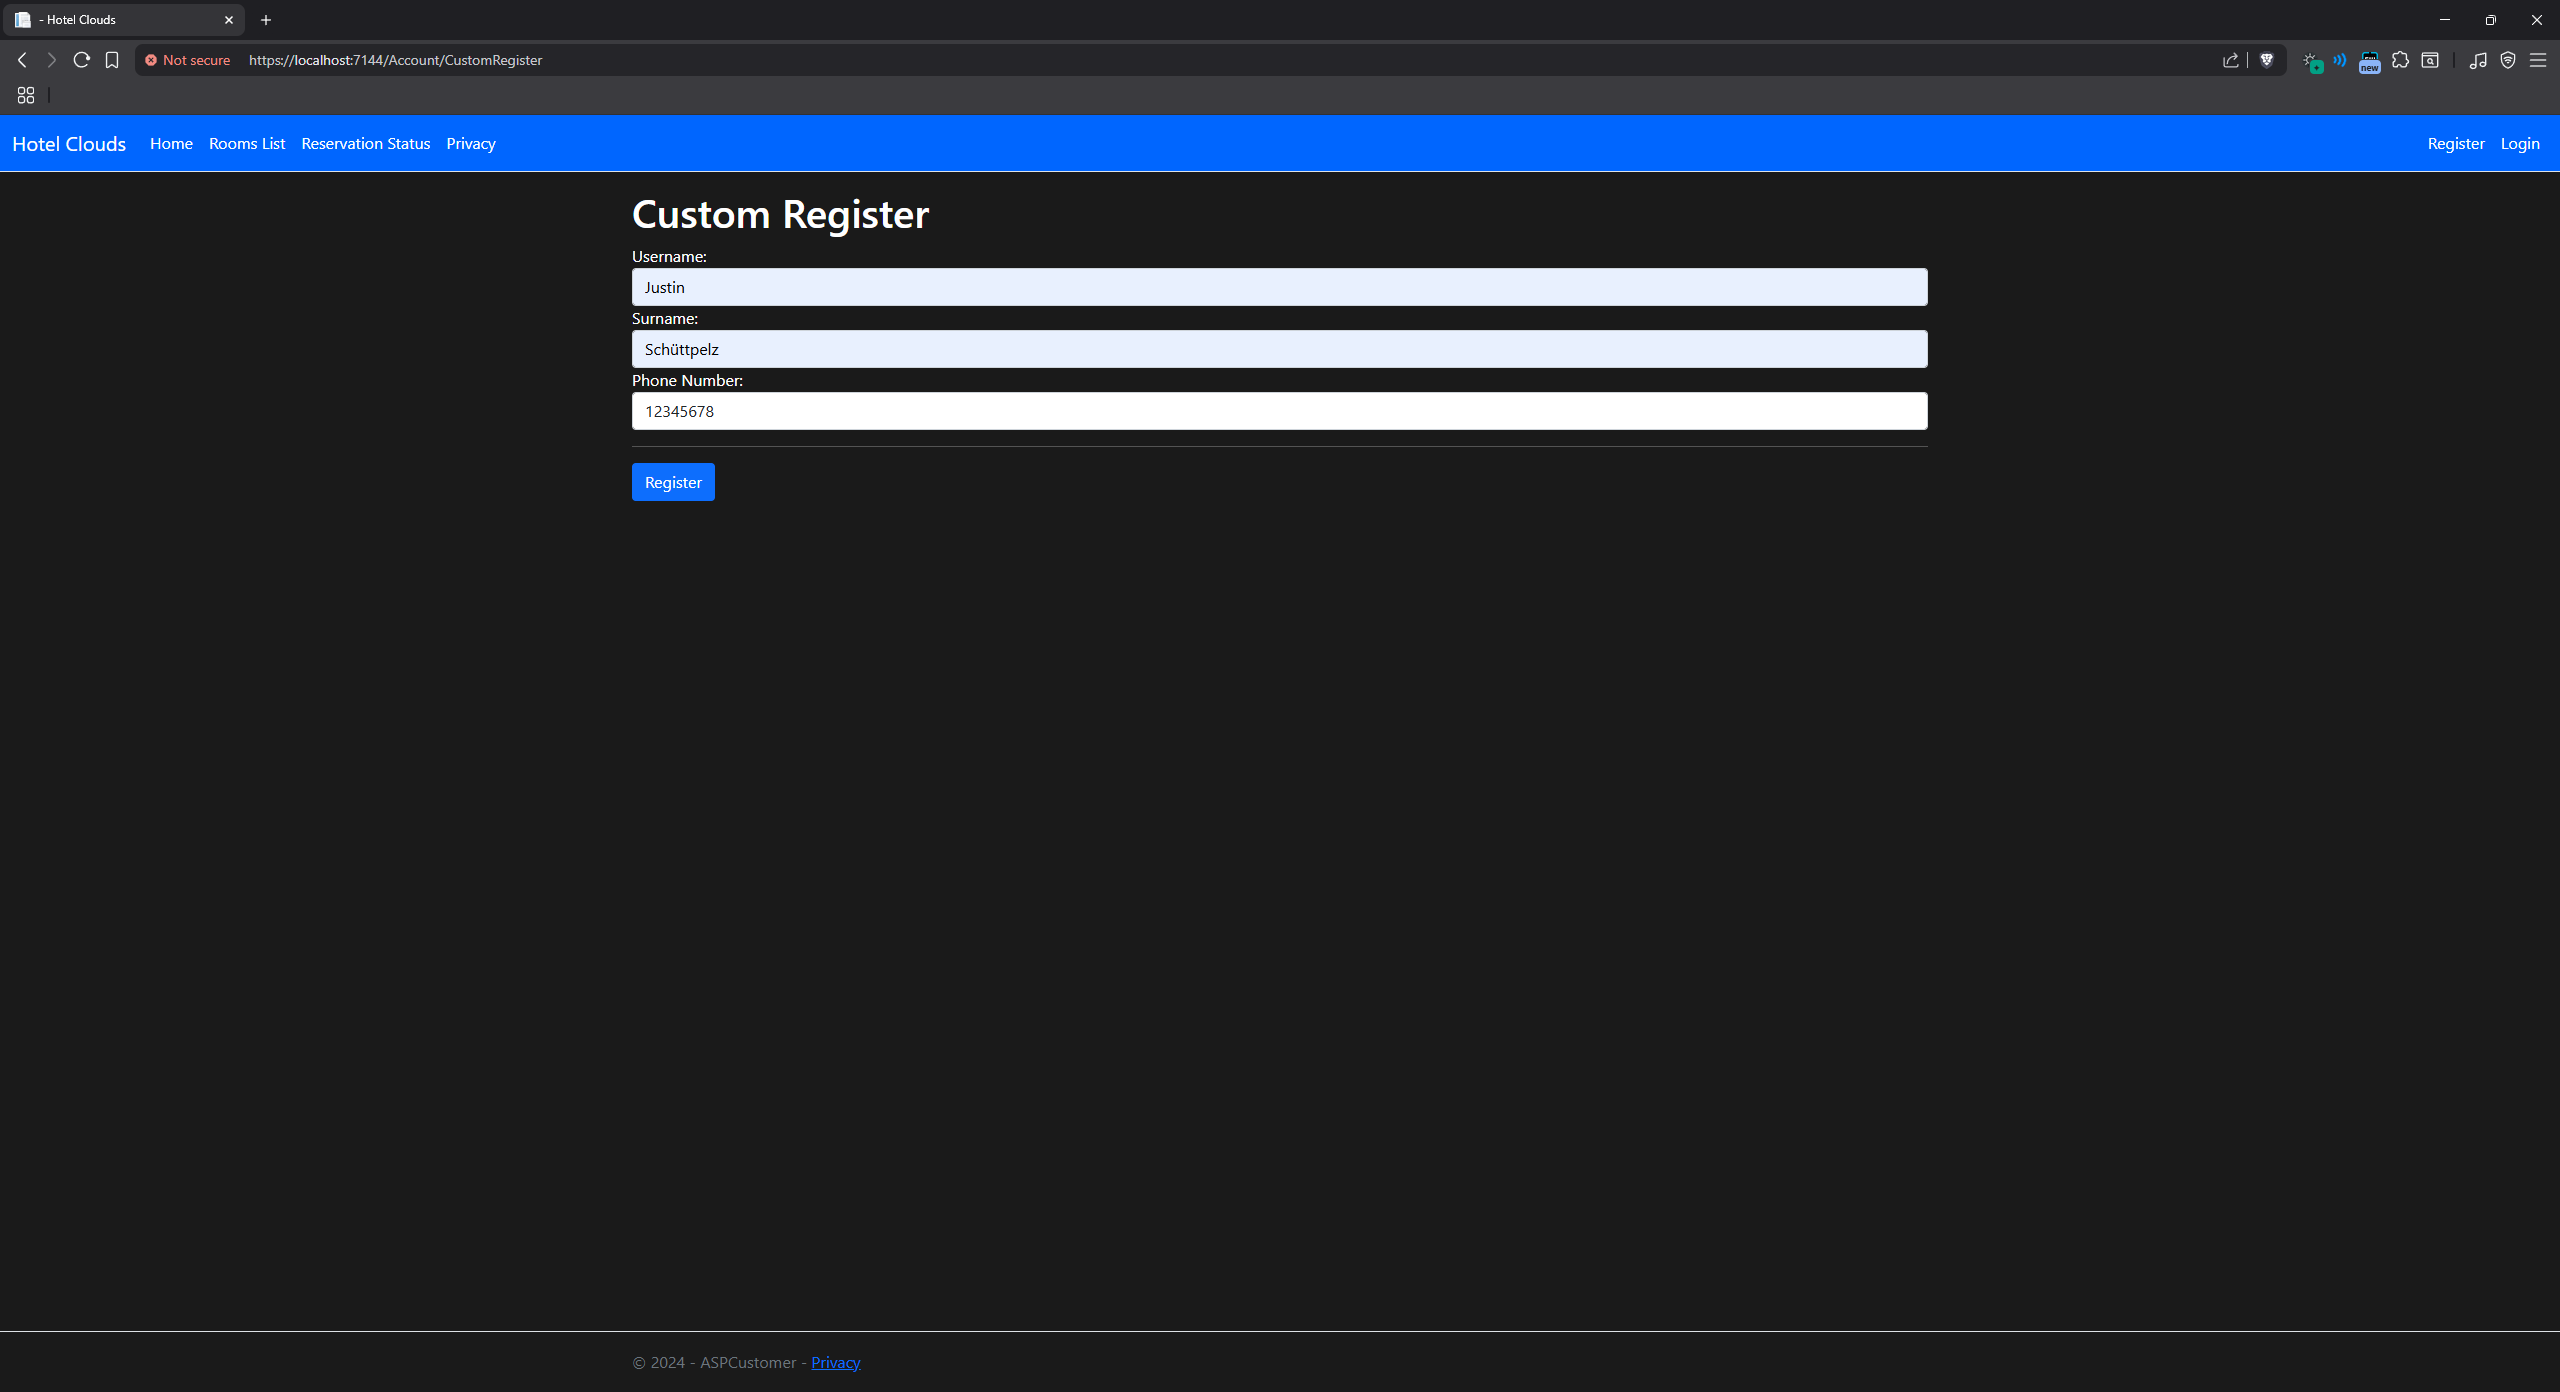 - Hotel Clouds
Not secure https://localhost:7144/Account/CustomRegister
new
Hotel Clouds Home Rooms List Reservation Status Privacy Register Login
Custom Register
Username:
Justin
Surname:
Schüttpelz
Phone Number:
12345678
Register
© 2024 - ASPCustomer - Privacy